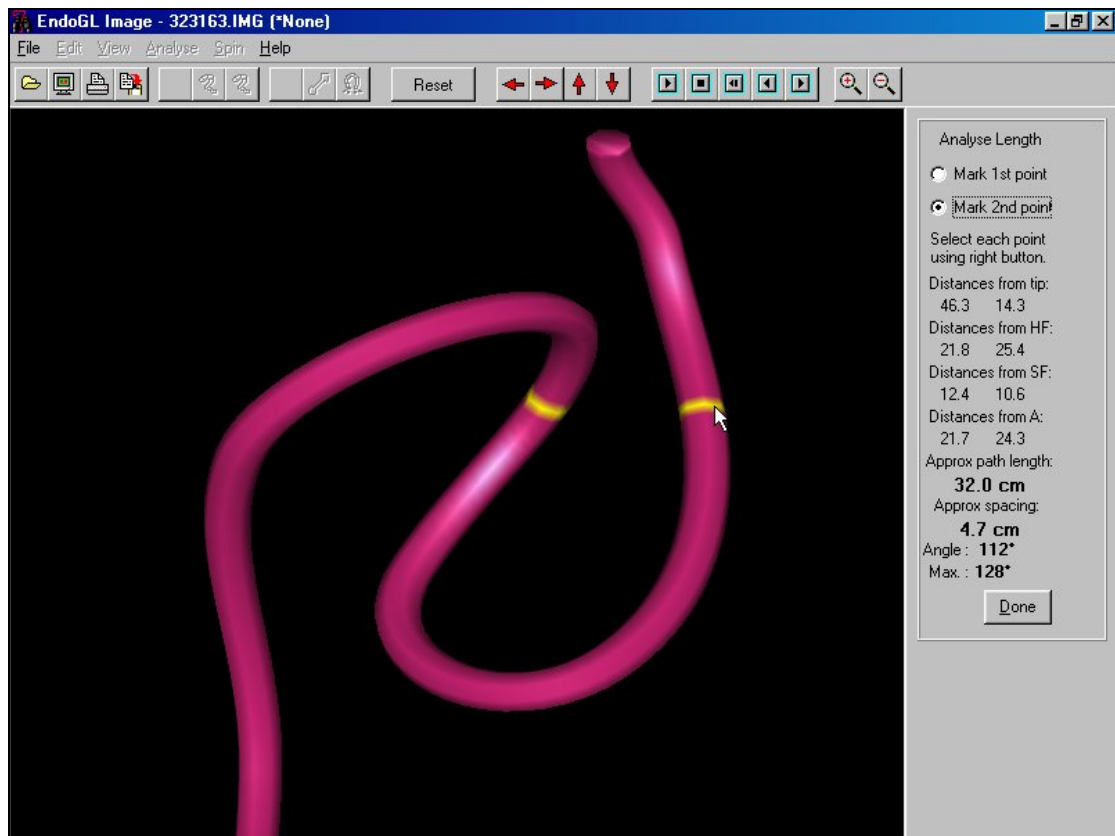 EndoGL Image - 323163.IMG (*None)
File Edit View Analyse Spin Help
Reset
Analyse Length
Mark 1st point
Mark 2nd point
Select each point
using right button.
Distances from tip:
46.3 14.3
Distances from HF:
21.8 25.4
Distances from SF:
12.4 10.6
Distances from A:
21.7 24.3
Approx path length:
32.0 cm
Approx spacing:
4.7 cm
Angle : 112°
Max. : 128°
Done